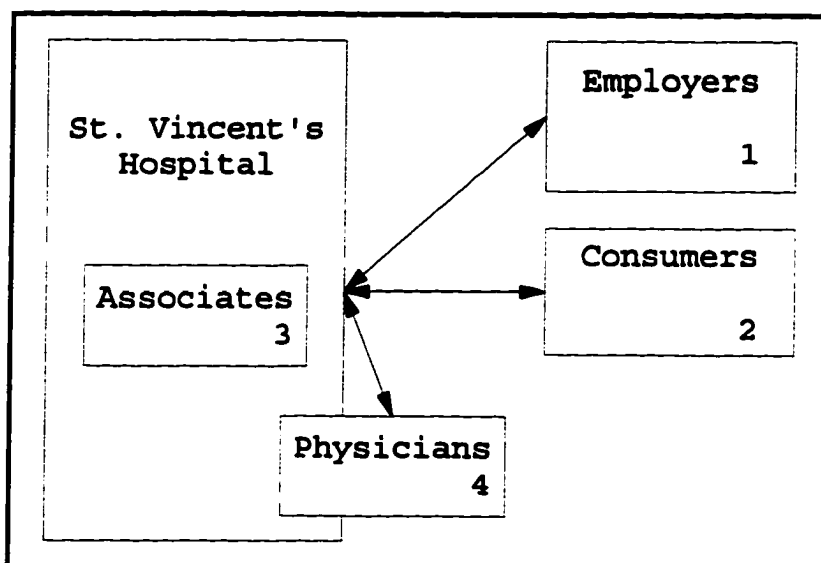 St. Vincent's
Hospital
Associates
3
Employers
1
Consumers
2
Physicians
4